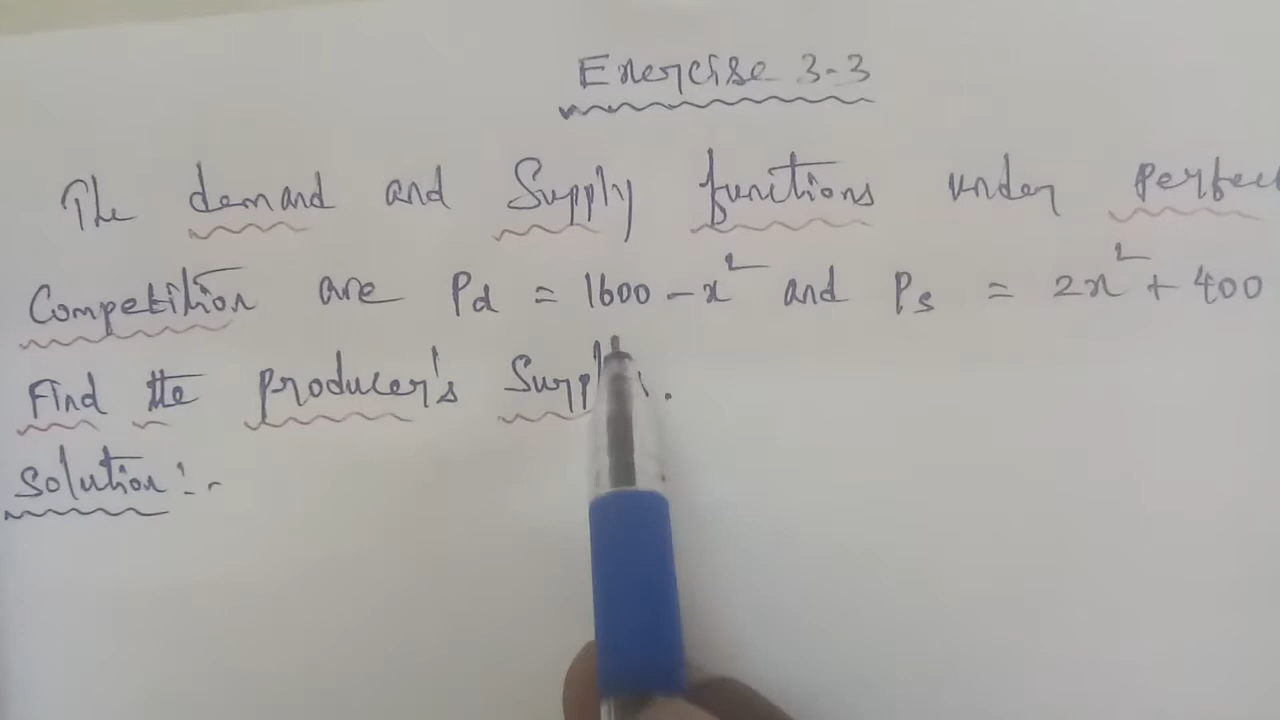 Exercise 3-3
The demand and Supply functions under perfec
Competition are Pd = 1600 - x² and Ps = 2x² + 400
Find the producer's
Solution :-